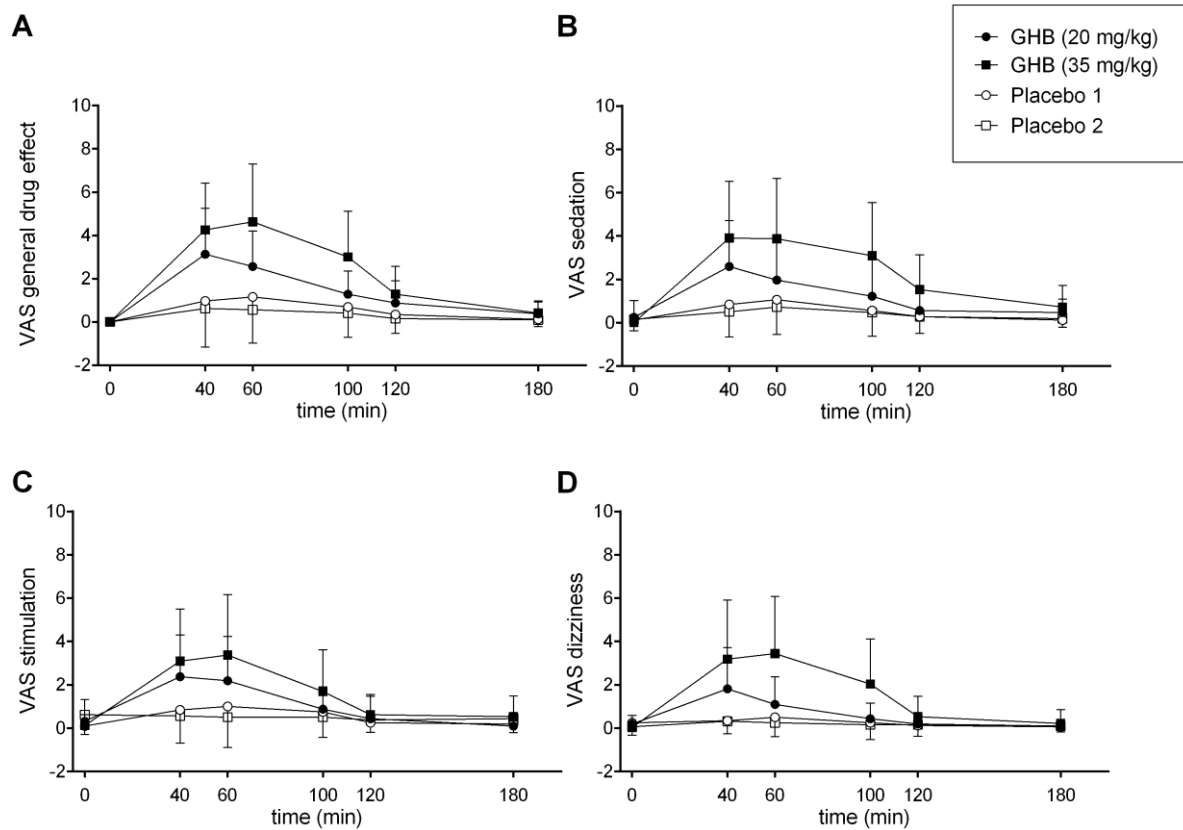 A
B
GHB (20 mg/kg)
GHB (35 mg/kg)
Placebo 1
Placebo 2
VAS general drug effect
10
8
6
4
2
0
-2
0 40 60 100 120 180
time (min)
VAS sedation
10
8
6
4
2
0
-2
0 40 60 100 120 180
time (min)
C
D
VAS stimulation
10
8
6
4
2
0
-2
0 40 60 100 120 180
time (min)
VAS dizziness
10
8
6
4
2
0
-2
0 40 60 100 120 180
time (min)